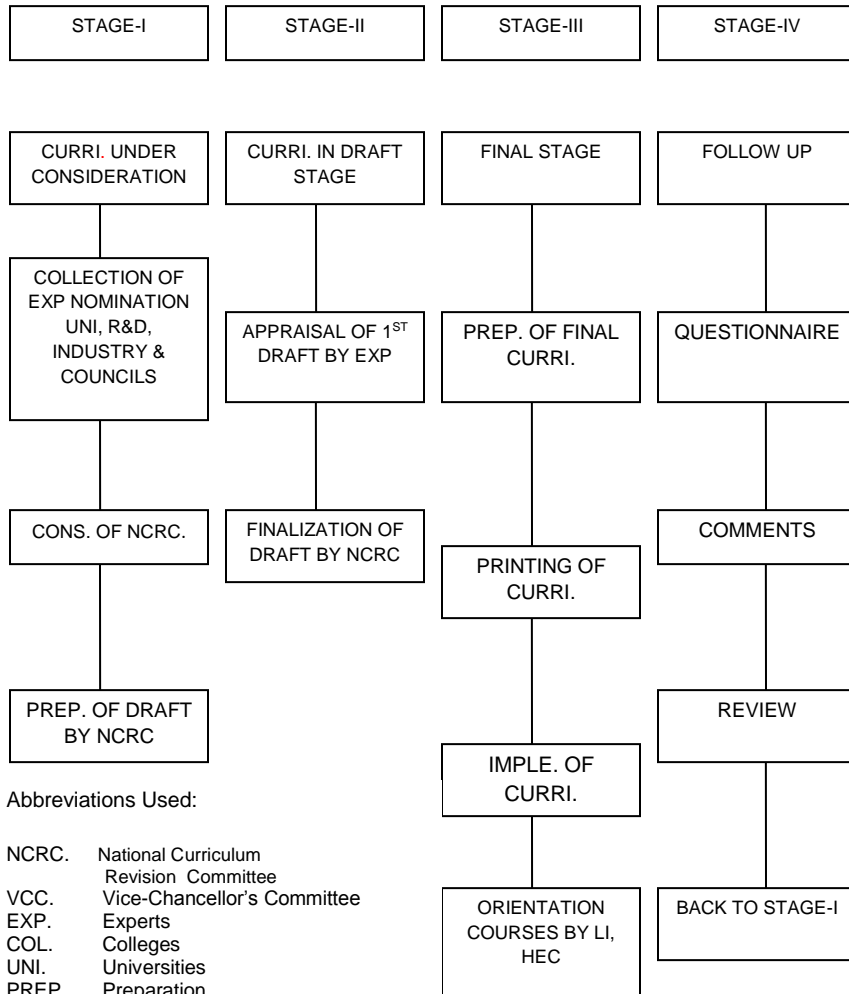 STAGE-I
STAGE-II
STAGE-III
STAGE-IV
CURRI. UNDER
CONSIDERATION
CURRI. IN DRAFT
STAGE
FINAL STAGE
FOLLOW UP
COLLECTION OF
EXP NOMINATION
UNI, R&D,
INDUSTRY &
COUNCILS
APPRAISAL OF 1ST
DRAFT BY EXP
PREP. OF FINAL
CURRI.
QUESTIONNAIRE
CONS. OF NCRC.
FINALIZATION OF
DRAFT BY NCRC
PRINTING OF
CURRI.
COMMENTS
PREP. OF DRAFT
BY NCRC
IMPLE. OF
CURRI.
REVIEW
ORIENTATION
COURSES BY LI,
HEC
BACK TO STAGE-I
Abbreviations Used:
NCRC. National Curriculum
Revision Committee
VCC. Vice-Chancellor's Committee
EXP. Experts
COL. Colleges
UNI. Universities
PREP. Preparation